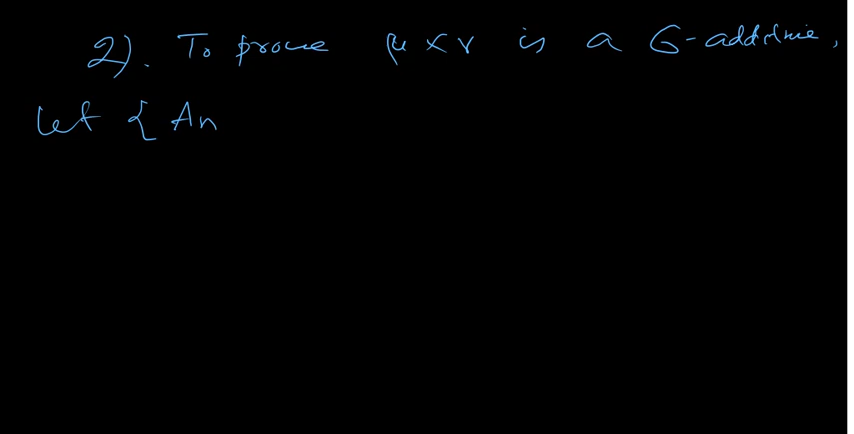 2). To prove μ × ν is a σ-additive,
let { An